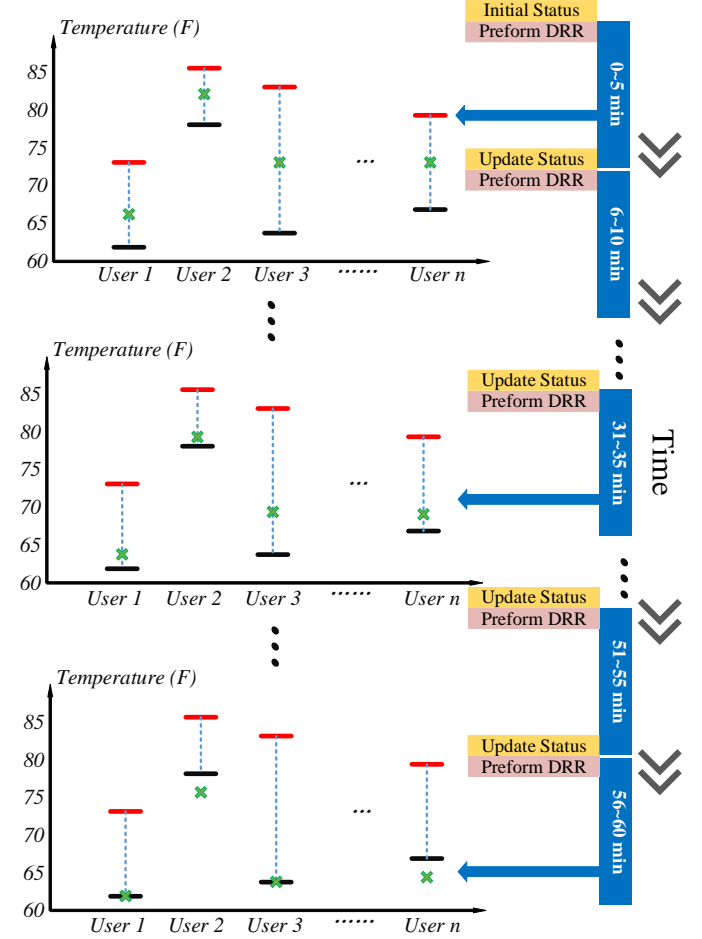 Temperature (F)
85
80
75
70
65
60
User 1 User 2 User 3 ...... User n
...
Initial Status
Preform DRR
0~5 min
Update Status
Preform DRR
6~10 min
Temperature (F)
85
80
75
70
65
60
User 1 User 2 User 3 ...... User n
...
Update Status
Preform DRR
31~35 min
Time
Temperature (F)
85
80
75
70
65
60
User 1 User 2 User 3 ...... User n
...
Update Status
Preform DRR
51~55 min
Update Status
Preform DRR
56~60 min